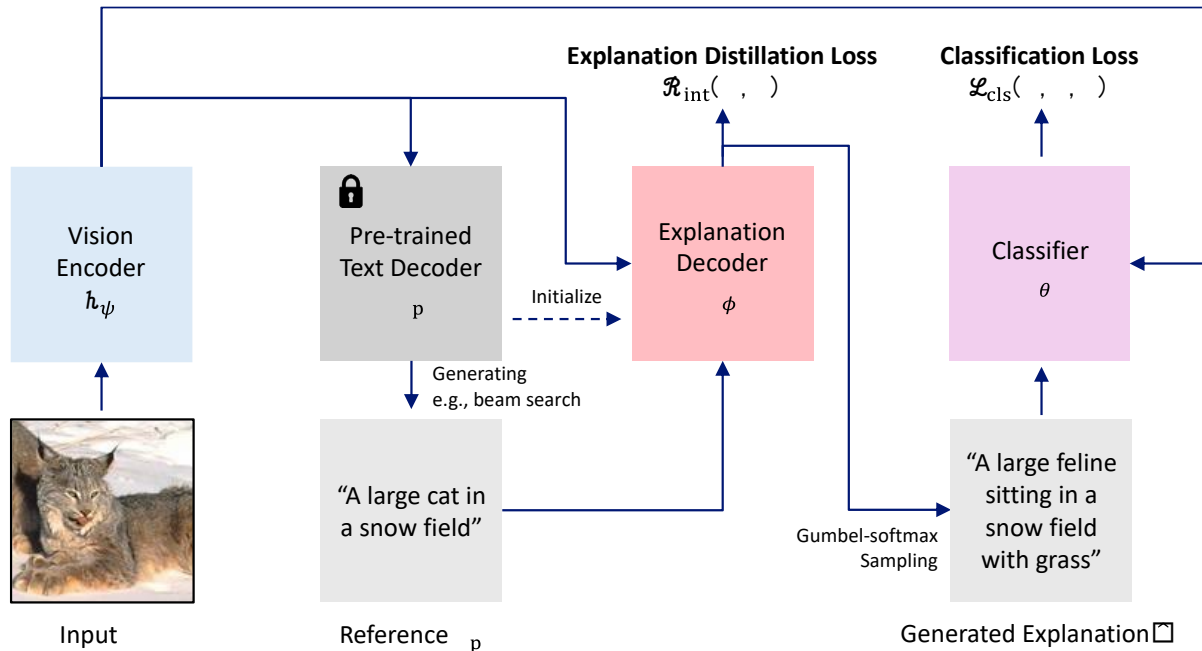 Explanation Distillation Loss
ℛint( , )
Classification Loss
ℒcls( , , )
Vision
Encoder
hψ
Pre-trained
Text Decoder
p
Initialize
Explanation
Decoder
ϕ
Classifier
θ
Generating
e.g., beam search
“A large cat in
a snow field”
Gumbel-softmax
Sampling
“A large feline
sitting in a
snow field
with grass”
Input
Reference p
Generated Explanation